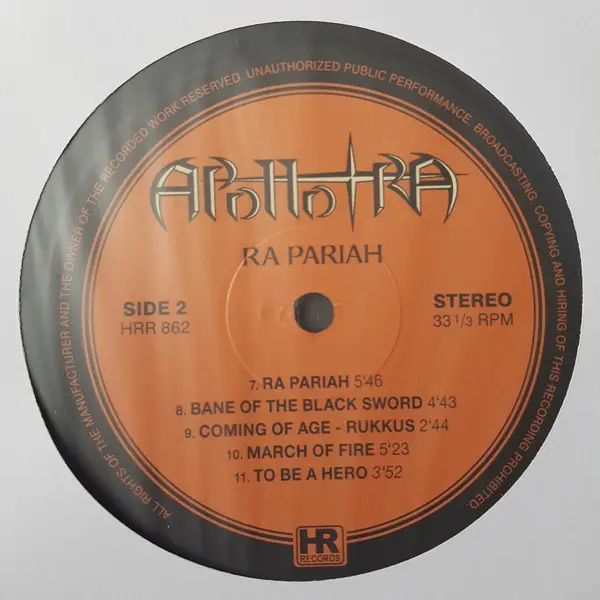 ALL RIGHTS OF THE MANUFACTURER AND THE OWNER OF THE RECORDED WORK RESERVED. UNAUTHORIZED PUBLIC PERFORMANCE. BROADCASTING. COPYING AND HIRING OF THIS RECORDING PROHIBITED.
APOLLO RA
RA PARIAH
SIDE 2
HRR 862
STEREO
33 1/3 RPM
7. RA PARIAH 5'46
8. BANE OF THE BLACK SWORD 4'43
9. COMING OF AGE - RUKKUS 2'44
10. MARCH OF FIRE 5'23
11. TO BE A HERO 3'52
HR
RECORDS